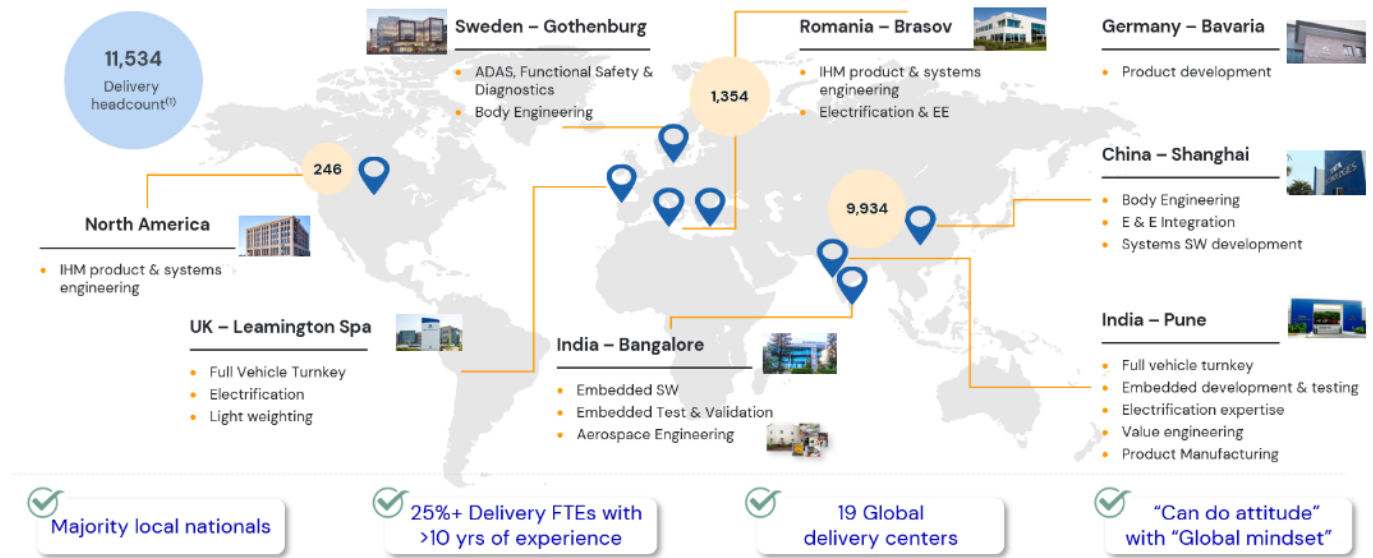 11,534
Delivery
headcount(1)
Sweden – Gothenburg
ADAS, Functional Safety &
Diagnostics
Body Engineering
1,354
Romania – Brasov
IHM product & systems
engineering
Electrification & EE
Germany – Bavaria
Product development
246
North America
IHM product & systems
engineering
9,934
China – Shanghai
Body Engineering
E & E Integration
Systems SW development
UK – Leamington Spa
Full Vehicle Turnkey
Electrification
Light weighting
India – Bangalore
Embedded SW
Embedded Test & Validation
Aerospace Engineering
India – Pune
Full vehicle turnkey
Embedded development & testing
Electrification expertise
Value engineering
Product Manufacturing
Majority local nationals
25%+ Delivery FTEs with
>10 yrs of experience
19 Global
delivery centers
“Can do attitude”
with “Global mindset”